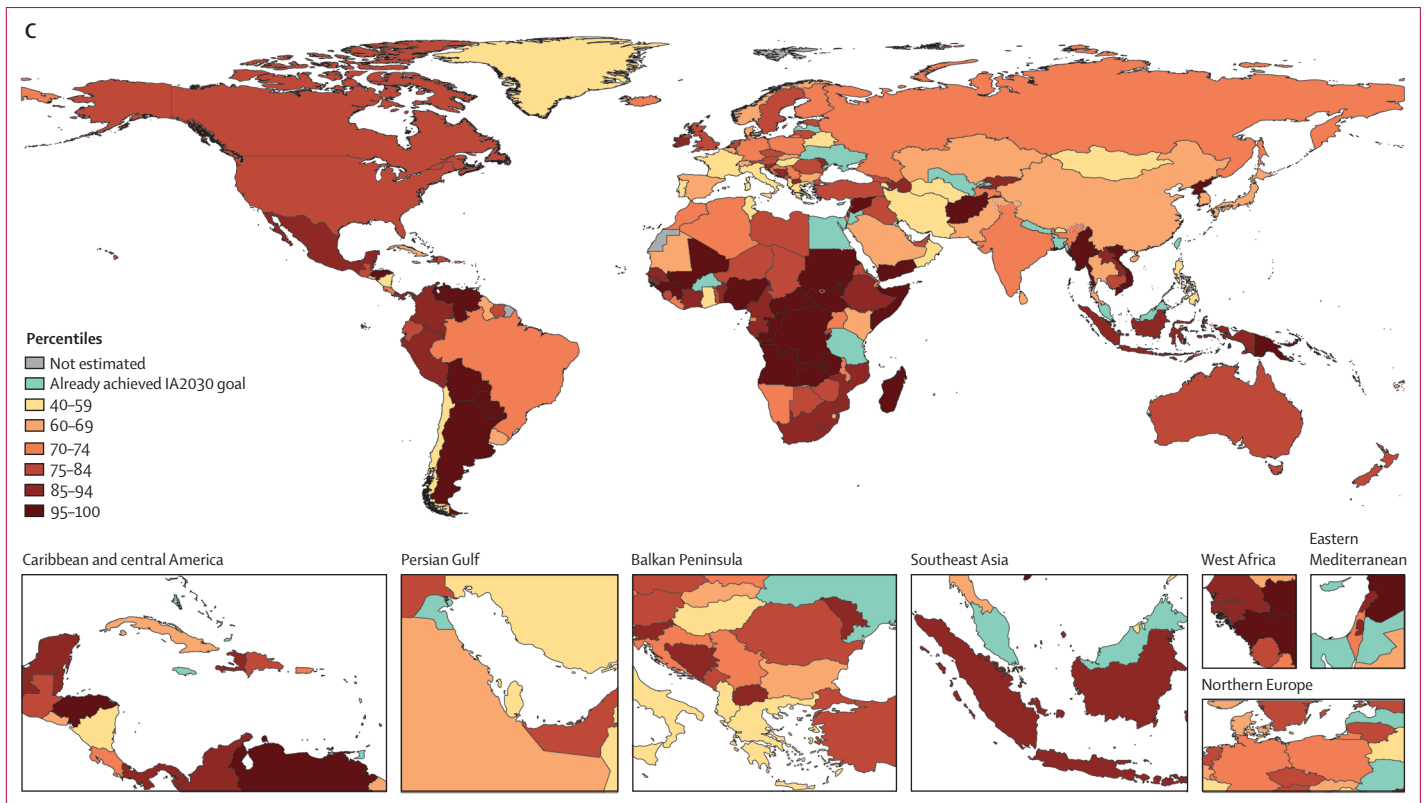 C
Percentiles
Not estimated
Already achieved IA2030 goal
40–59
60–69
70–74
75–84
85–94
95–100
Caribbean and central America
Persian Gulf
Balkan Peninsula
Southeast Asia
West Africa
Eastern
Mediterranean
Northern Europe